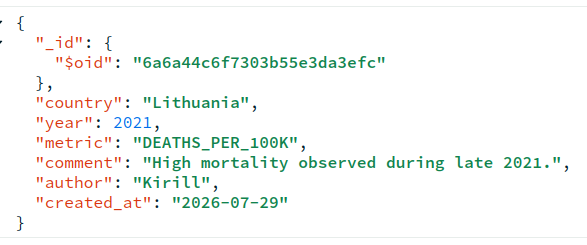 {
"_id": {
"$oid": "6a6a44c6f7303b55e3da3efc"
},
"country": "Lithuania",
"year": 2021,
"metric": "DEATHS_PER_100K",
"comment": "High mortality observed during late 2021.",
"author": "Kirill",
"created_at": "2026-07-29"
}